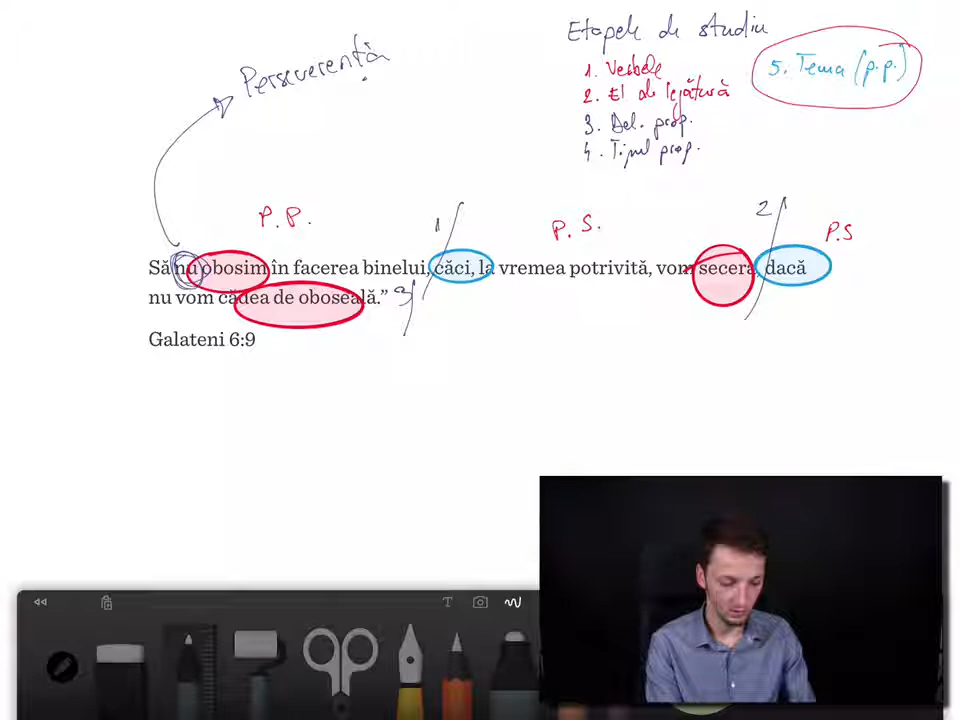 Etapele de studiu
Perseverență
1. Verbele
2. El de legătură
3. Del. prop.
4. Tipul prop.
5. Tema (p.p.)
P.P.
1
P.S.
2
P.S
Să nu obosim în facerea binelui, căci, la vremea potrivită, vom secera, dacă
nu vom cădea de oboseală.” 3
Galateni 6:9
T